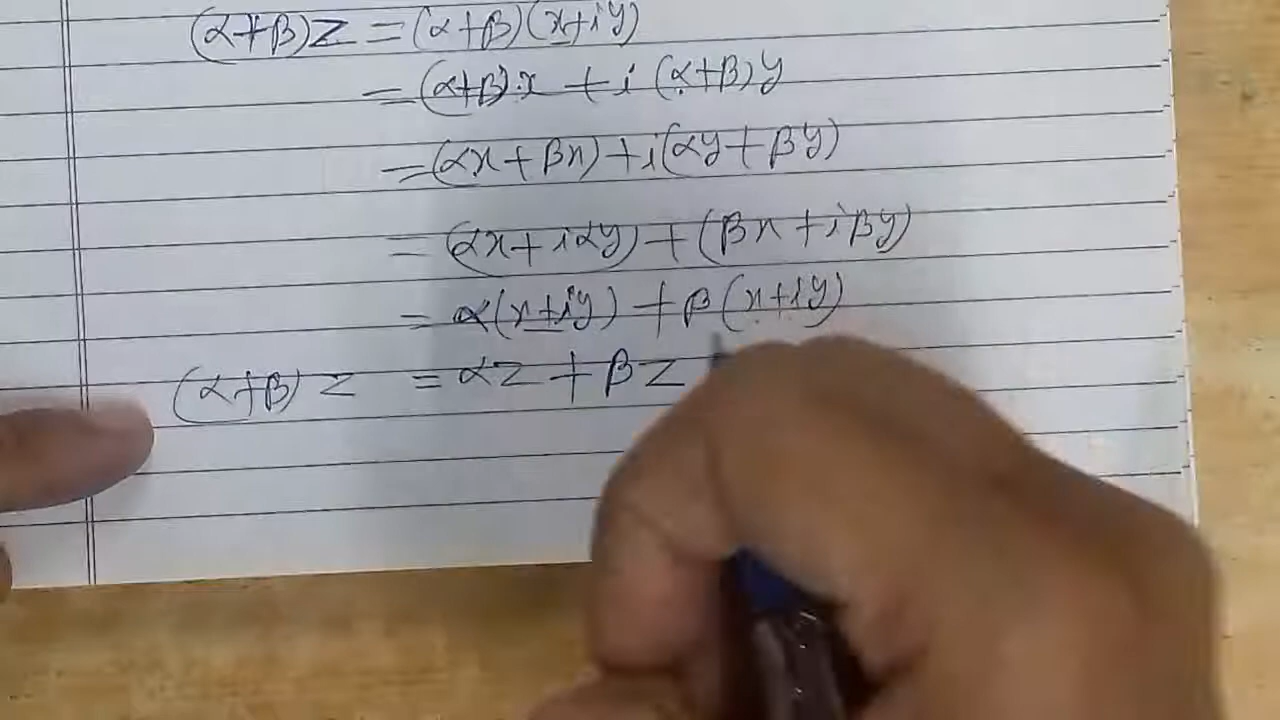 (α+β)z = (α+β)(x+iy)
= (α+β)·x + i(α+β)y
= (αx+βx)+i(αy+βy)
= (αx+iαy)+(βx+iβy)
= α(x+iy)+β(x+iy)
(α+β)z = αz+βz